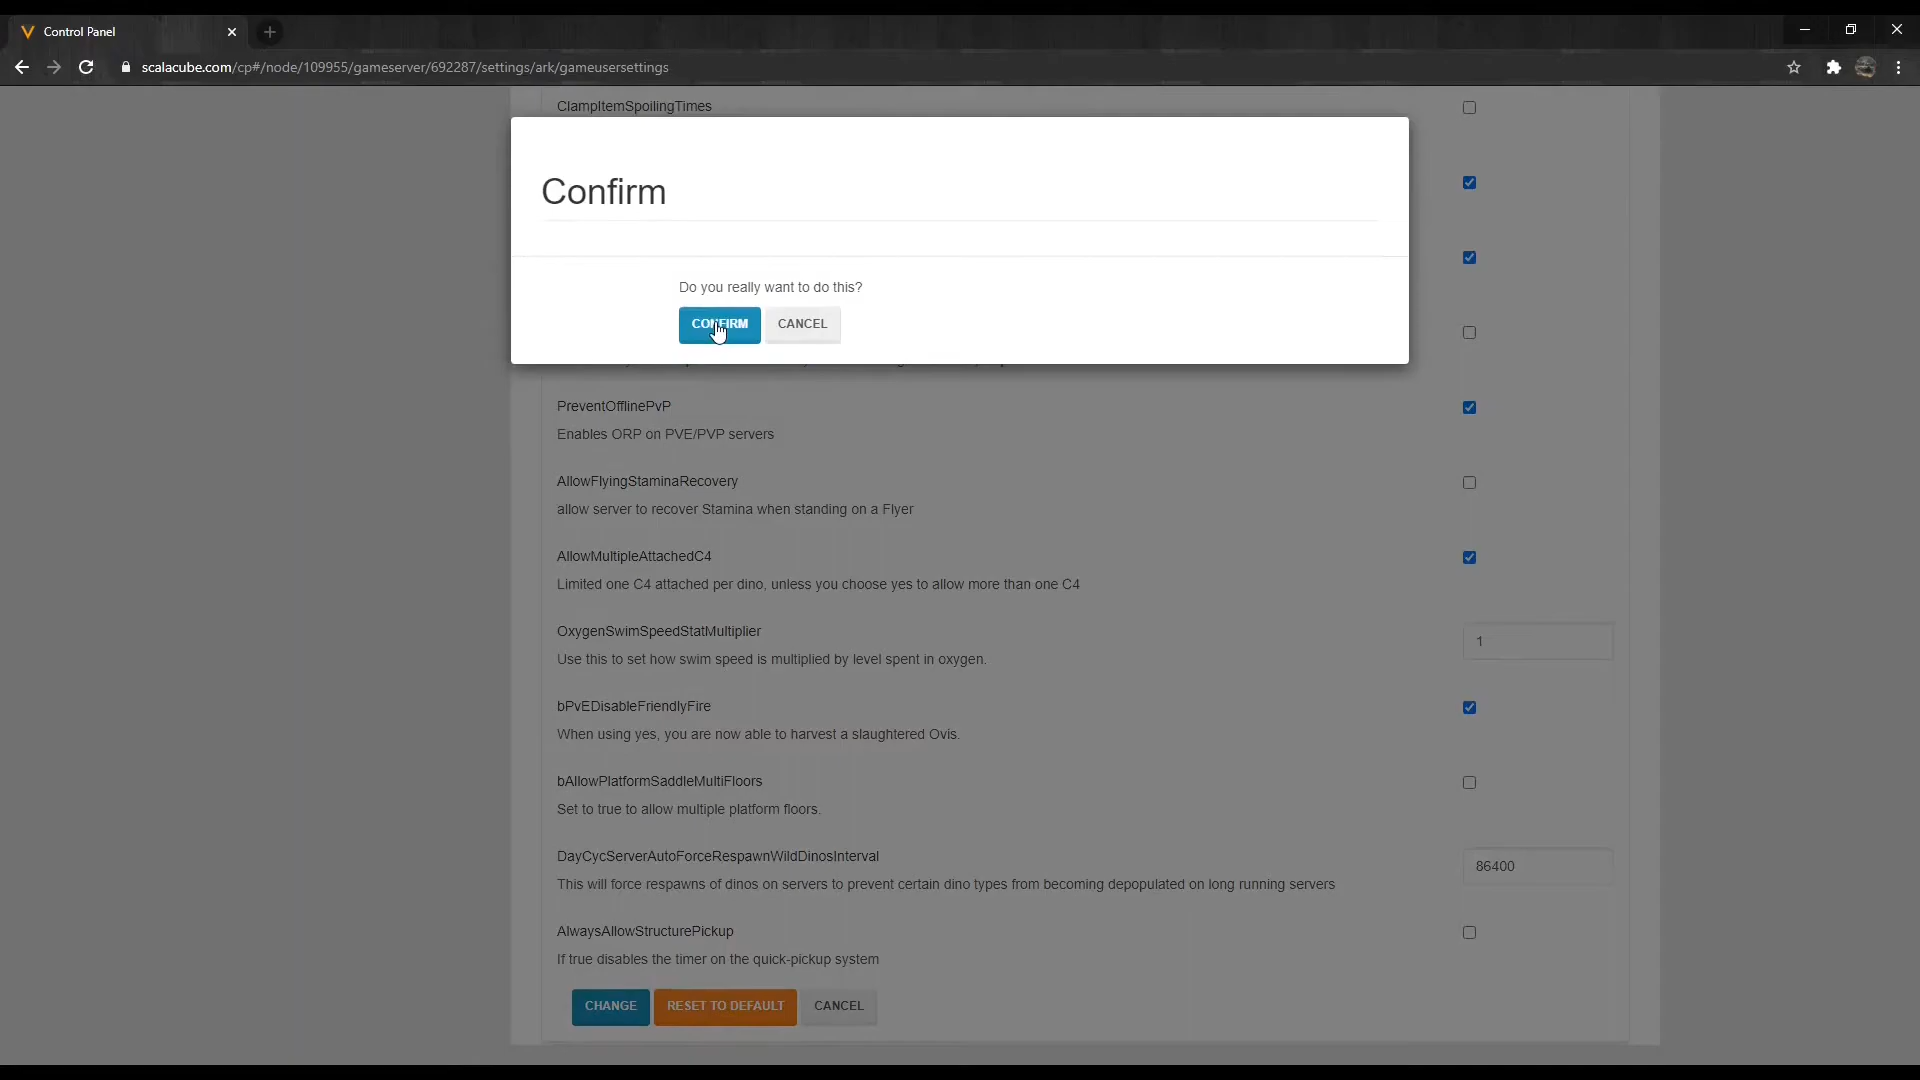 Control Panel
scalacube.com/cp#/node/109955/gameserver/692287/settings/ark/gameusersettings
ClampItemSpoilingTimes
Confirm
Do you really want to do this?
CONFIRM CANCEL
PreventOfflinePvP
Enables ORP on PVE/PVP servers
AllowFlyingStaminaRecovery
allow server to recover Stamina when standing on a Flyer
AllowMultipleAttachedC4
Limited one C4 attached per dino, unless you choose yes to allow more than one C4
OxygenSwimSpeedStatMultiplier
1
Use this to set how swim speed is multiplied by level spent in oxygen.
bPvEDisableFriendlyFire
When using yes, you are now able to harvest a slaughtered Ovis.
bAllowPlatformSaddleMultiFloors
Set to true to allow multiple platform floors.
DayCycServerAutoForceRespawnWildDinosInterval
86400
This will force respawns of dinos on servers to prevent certain dino types from becoming depopulated on long running servers
AlwaysAllowStructurePickup
If true disables the timer on the quick-pickup system
CHANGE RESET TO DEFAULT CANCEL